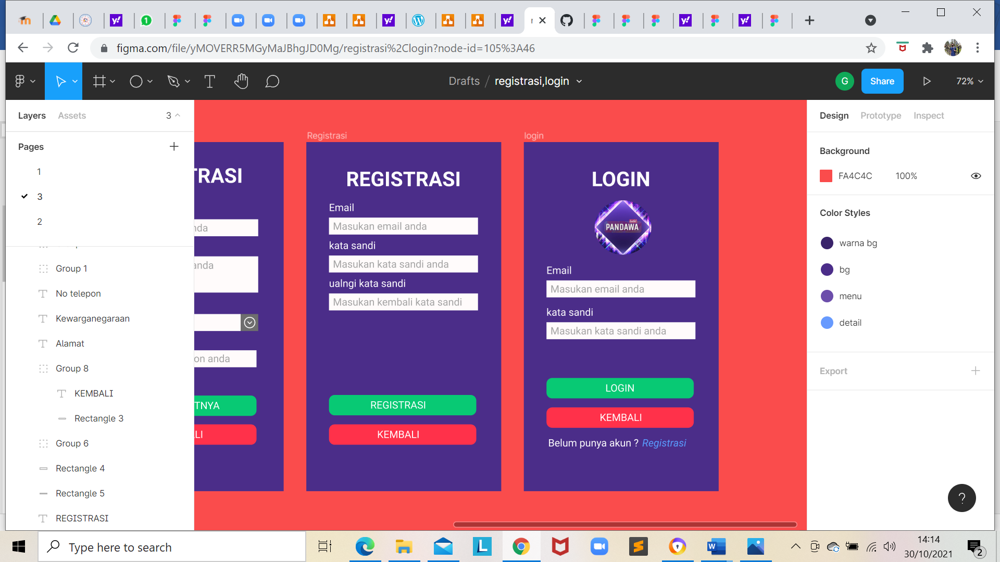 figma.com/file/yMOVERR5MGyMaJBhgJD0Mg/registrasi%2Clogin?node-id=105%3A46
Drafts / registrasi,login
G
Share
72%
Layers
Assets
3
Design
Prototype
Inspect
Pages
1
3
2
Group 1
No telepon
Kewarganegaraan
Alamat
Group 8
KEMBALI
Rectangle 3
Group 6
Rectangle 4
Rectangle 5
REGISTRASI
TRASI
nda
anda
on anda
TNYA
LI
Registrasi
REGISTRASI
Email
Masukan email anda
kata sandi
Masukan kata sandi anda
ualngi kata sandi
Masukan kembali kata sandi
REGISTRASI
KEMBALI
login
LOGIN
PANDAWA
Email
Masukan email anda
kata sandi
Masukan kata sandi anda
LOGIN
KEMBALI
Belum punya akun ? Registrasi
Background
FA4C4C
100%
Color Styles
warna bg
bg
menu
detail
Export
?
Type here to search
14:14
30/10/2021
2